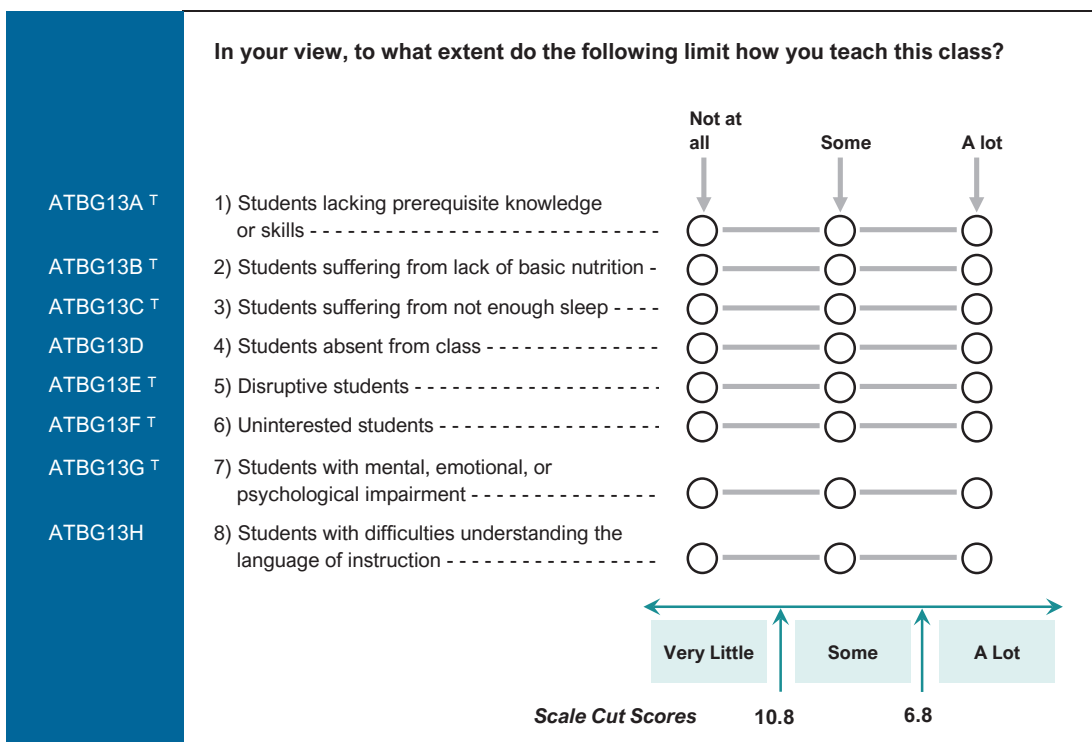 In your view, to what extent do the following limit how you teach this class?
Not at
all Some A lot
ATBG13A ᵀ 1) Students lacking prerequisite knowledge
or skills - - - - - - - - - - - - - - - - - - - - - - - - - - - - - -
ATBG13B ᵀ 2) Students suffering from lack of basic nutrition -
ATBG13C ᵀ 3) Students suffering from not enough sleep - - - -
ATBG13D 4) Students absent from class - - - - - - - - - - - - - -
ATBG13E ᵀ 5) Disruptive students - - - - - - - - - - - - - - - - - - - -
ATBG13F ᵀ 6) Uninterested students - - - - - - - - - - - - - - - - - -
ATBG13G ᵀ 7) Students with mental, emotional, or
psychological impairment - - - - - - - - - - - - - - -
ATBG13H 8) Students with difficulties understanding the
language of instruction - - - - - - - - - - - - - - - - -
Very Little Some A Lot
Scale Cut Scores 10.8 6.8